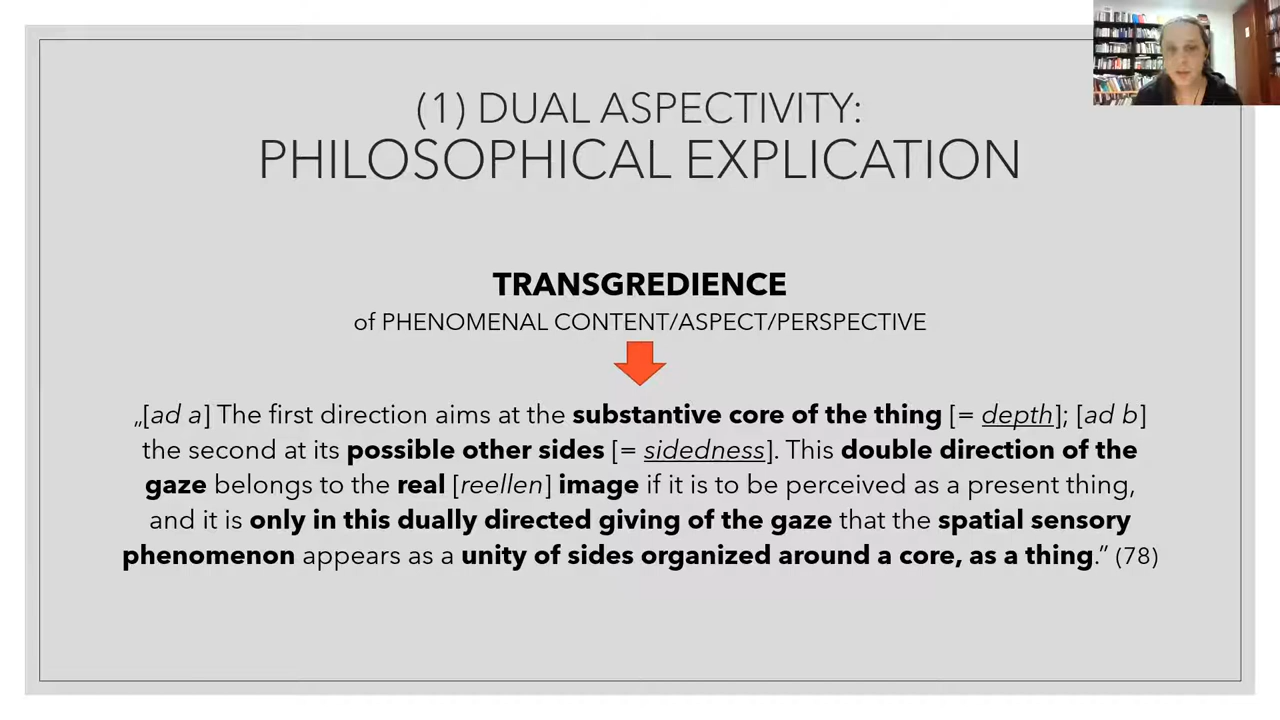 (1) DUAL ASPECTIVITY:
PHILOSOPHICAL EXPLICATION
TRANSGREDIENCE
of PHENOMENAL CONTENT/ASPECT/PERSPECTIVE
„[ad a] The first direction aims at the substantive core of the thing [= depth]; [ad b]
the second at its possible other sides [= sidedness]. This double direction of the
gaze belongs to the real [reellen] image if it is to be perceived as a present thing,
and it is only in this dually directed giving of the gaze that the spatial sensory
phenomenon appears as a unity of sides organized around a core, as a thing.” (78)